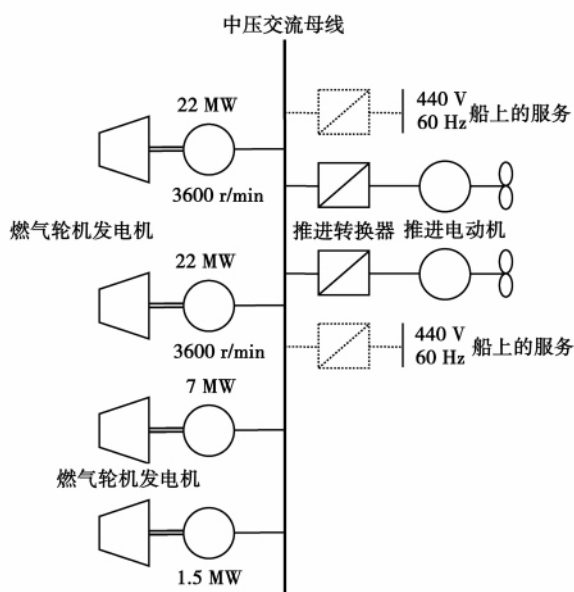 中压交流母线
22 MW
3600 r/min
燃气轮机发电机
22 MW
3600 r/min
7 MW
燃气轮机发电机
1.5 MW
440 V
60 Hz 船上的服务
推进转换器 推进电动机
440 V
60 Hz 船上的服务